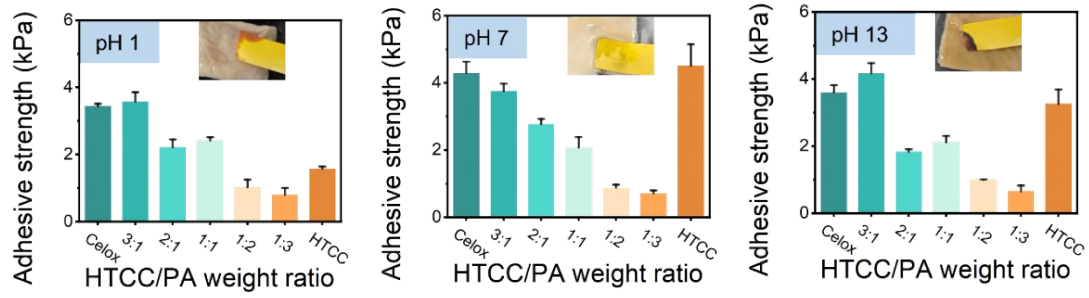 pH 1
Adhesive strength (kPa)
6
4
2
0
Celox
3:1
2:1
1:1
1:2
1:3
HTCC
HTCC/PA weight ratio
pH 7
Adhesive strength (kPa)
6
4
2
0
Celox
3:1
2:1
1:1
1:2
1:3
HTCC
HTCC/PA weight ratio
pH 13
Adhesive strength (kPa)
6
4
2
0
Celox
3:1
2:1
1:1
1:2
1:3
HTCC
HTCC/PA weight ratio